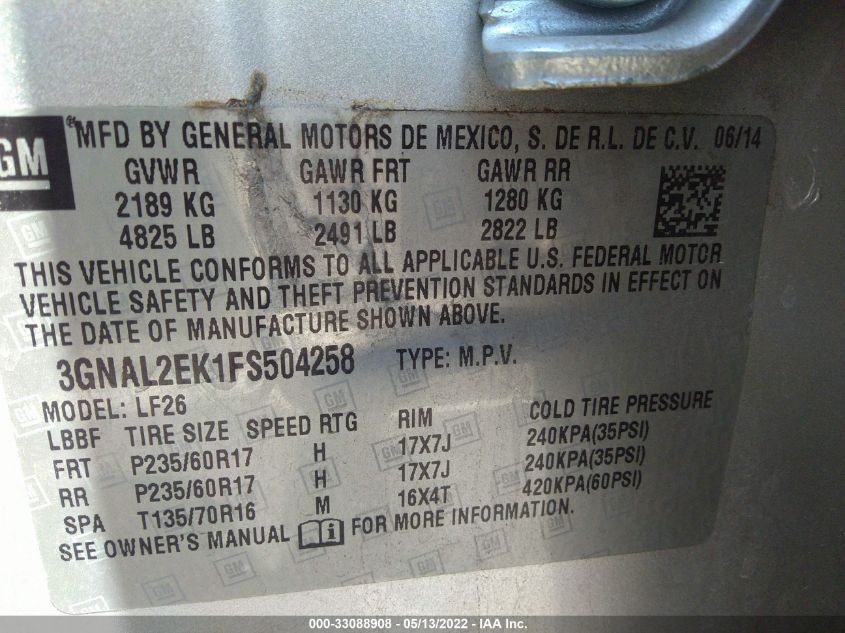 GM
MFD BY GENERAL MOTORS DE MEXICO, S. DE R.L. DE C.V. 06/14
GVWR GAWR FRT GAWR RR
2189 KG 1130 KG 1280 KG
4825 LB 2491 LB 2822 LB
THIS VEHICLE CONFORMS TO ALL APPLICABLE U.S. FEDERAL MOTOR
VEHICLE SAFETY AND THEFT PREVENTION STANDARDS IN EFFECT ON
THE DATE OF MANUFACTURE SHOWN ABOVE.
3GNAL2EK1FS504258 TYPE: M.P.V.
MODEL: LF26
LBBF TIRE SIZE SPEED RTG RIM COLD TIRE PRESSURE
FRT P235/60R17 H 17X7J 240KPA(35PSI)
RR P235/60R17 H 17X7J 240KPA(35PSI)
SPA T135/70R16 M 16X4T 420KPA(60PSI)
SEE OWNER'S MANUAL i FOR MORE INFORMATION.
000-33088908 - 05/13/2022 - IAA Inc.